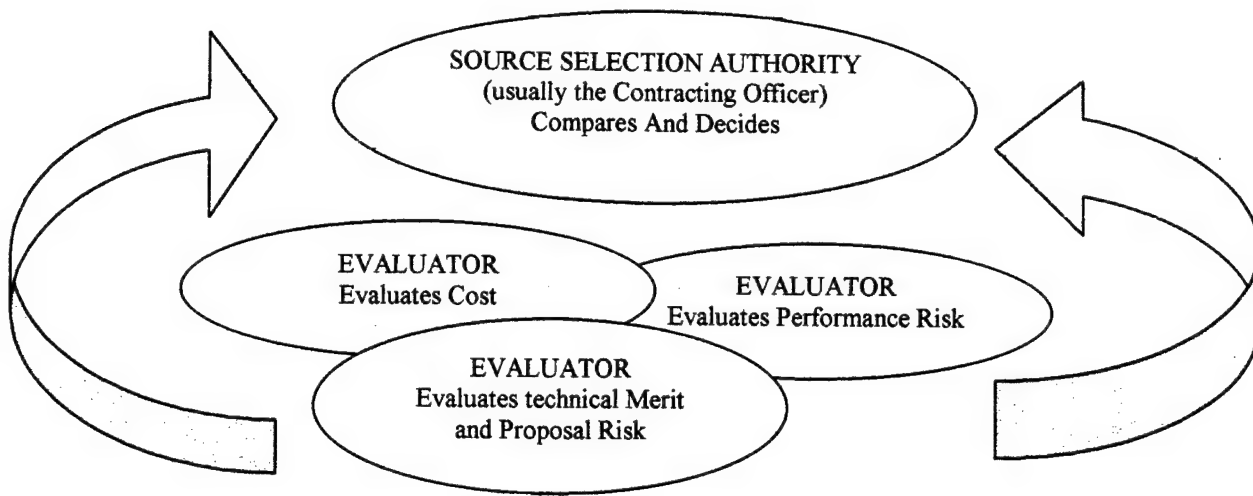 SOURCE SELECTION AUTHORITY
(usually the Contracting Officer)
Compares And Decides
EVALUATOR
Evaluates Cost
EVALUATOR
Evaluates Performance Risk
EVALUATOR
Evaluates technical Merit
and Proposal Risk